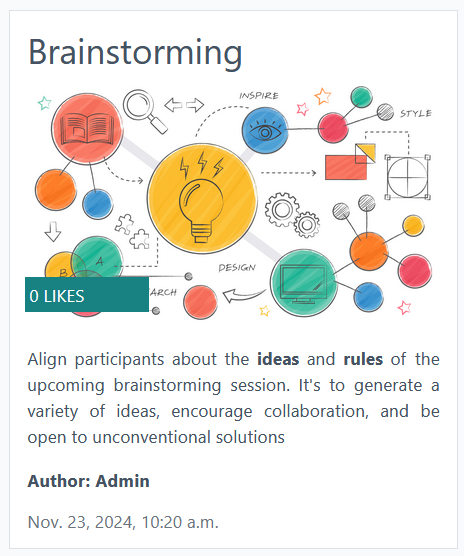 Brainstorming
INSPIRE
STYLE
A
B
DESIGN
0 LIKES
Align participants about the ideas and rules of the
upcoming brainstorming session. It's to generate a
variety of ideas, encourage collaboration, and be
open to unconventional solutions
Author: Admin
Nov. 23, 2024, 10:20 a.m.